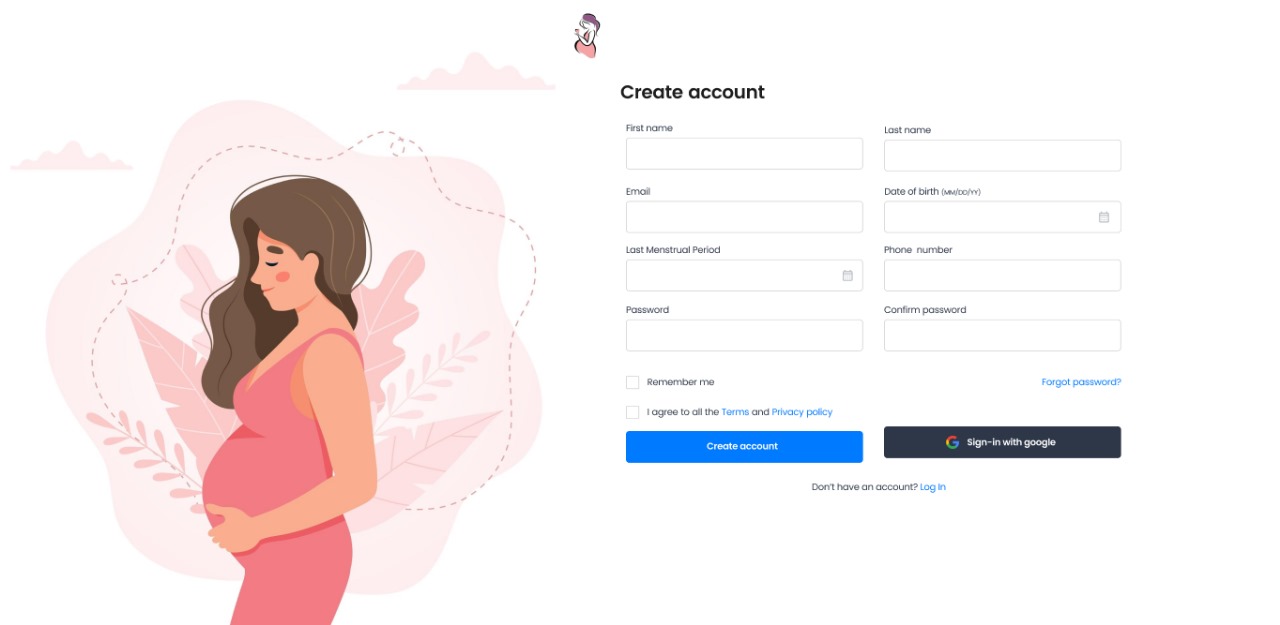 Create account
First name
Last name
Email
Date of birth (MM/DD/YY)
Last Menstrual Period
Phone number
Password
Confirm password
Remember me
Forgot password?
I agree to all the Terms and Privacy policy
Create account
Sign-in with google
Don't have an account? Log In